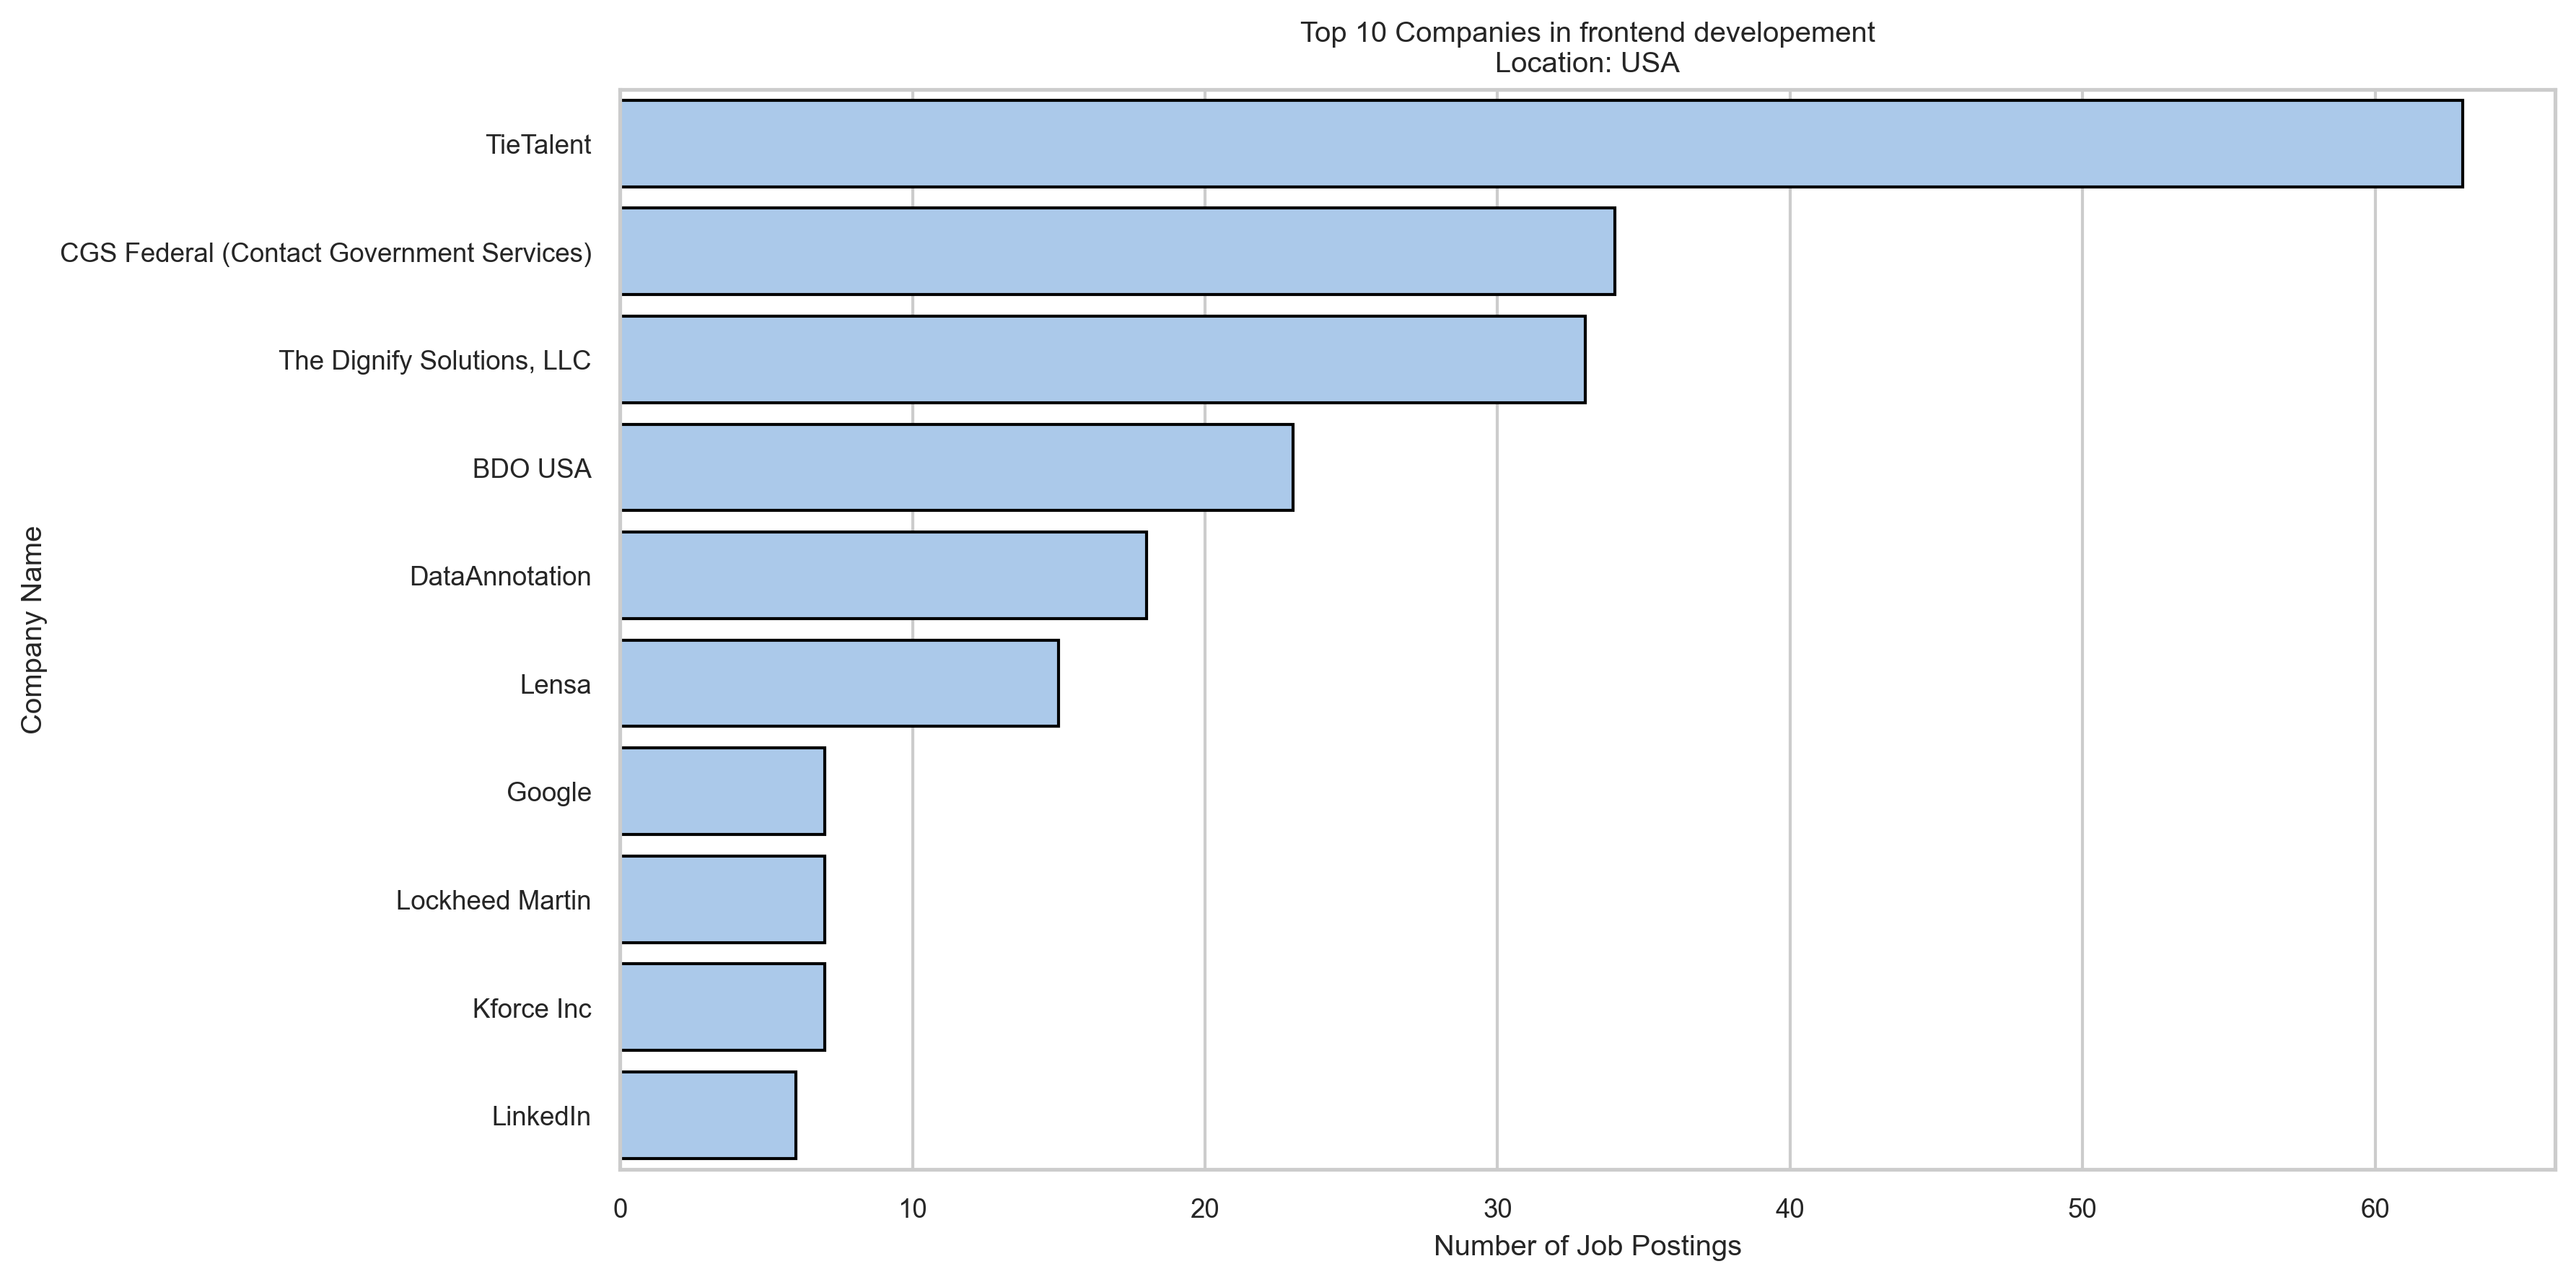 Top 10 Companies in frontend developement
Location: USA
Company Name
TieTalent
CGS Federal (Contact Government Services)
The Dignify Solutions, LLC
BDO USA
DataAnnotation
Lensa
Google
Lockheed Martin
Kforce Inc
LinkedIn
0 10 20 30 40 50 60
Number of Job Postings